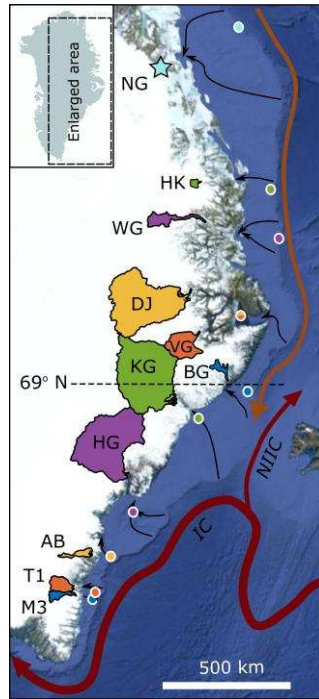 Enlarged area
NG
HK
WG
DJ
VG
KG
BG
69° N
HG
NIIC
IC
AB
T1
M3
500 km